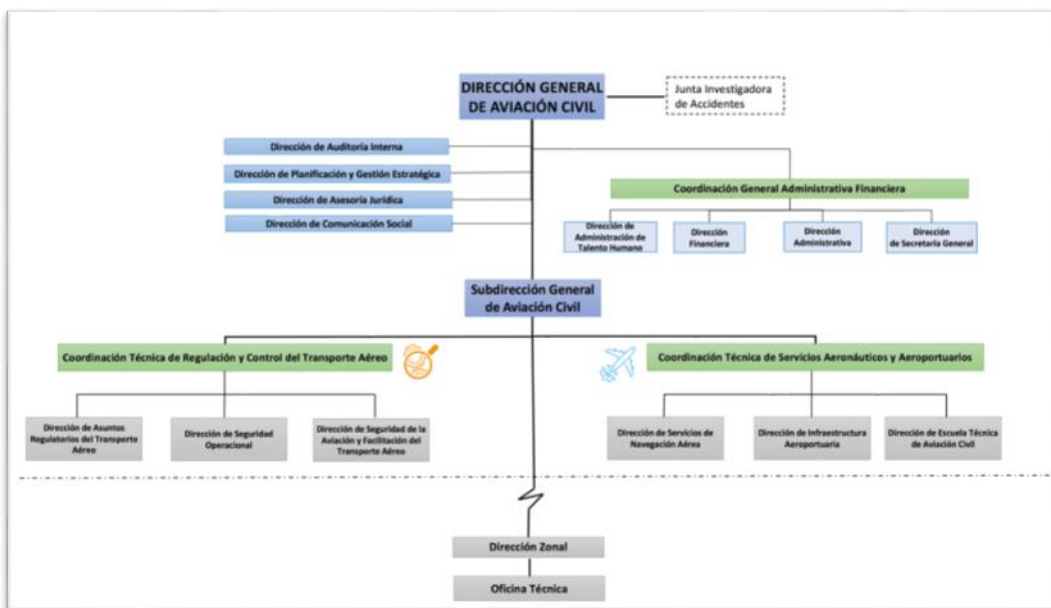 DIRECCIÓN GENERAL
DE AVIACIÓN CIVIL
Junta Investigadora
de Accidentes
Dirección de Auditoría Interna
Dirección de Planificación y Gestión Estratégica
Dirección de Asesoría Jurídica
Dirección de Comunicación Social
Coordinación General Administrativa Financiera
Dirección de
Administración de
Talento Humano
Dirección
Financiera
Dirección
Administrativa
Dirección
de Secretaría General
Subdirección General
de Aviación Civil
Coordinación Técnica de Regulación y Control del Transporte Aéreo
Coordinación Técnica de Servicios Aeronáuticos y Aeroportuarios
Dirección de Asuntos
Regulatorios del Transporte
Aéreo
Dirección de Seguridad
Operacional
Dirección de Seguridad de la
Aviación y Facilitación del
Transporte Aéreo
Dirección de Servicios de
Navegación Aérea
Dirección de Infraestructura
Aeroportuaria
Dirección de Escuela Técnica
de Aviación Civil
Dirección Zonal
Oficina Técnica